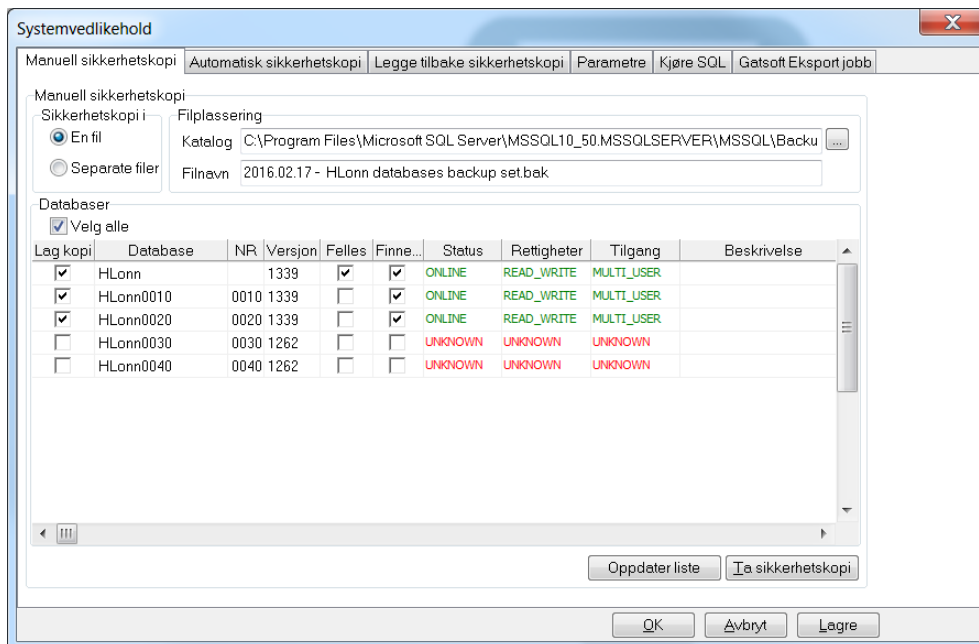 Systemvedlikehold
Manuell sikkerhetskopi Automatisk sikkerhetskopi Legge tilbake sikkerhetskopi Parametre Kjøre SQL Gatsoft Eksport jobb
Manuell sikkerhetskopi
Sikkerhetskopi i
En fil
Separate filer
Filplassering
Katalog C:\Program Files\Microsoft SQL Server\MSSQL10_50.MSSQLSERVER\MSSQL\Backu ...
Filnavn 2016.02.17 - HLonn databases backup set.bak
Databaser
Velg alle
Lag kopi Database NR Versjon Felles Finne... Status Rettigheter Tilgang Beskrivelse
HLonn 1339 ONLINE READ_WRITE MULTI_USER
HLonn0010 0010 1339 ONLINE READ_WRITE MULTI_USER
HLonn0020 0020 1339 ONLINE READ_WRITE MULTI_USER
HLonn0030 0030 1262 UNKNOWN UNKNOWN UNKNOWN
HLonn0040 0040 1262 UNKNOWN UNKNOWN UNKNOWN
Oppdater liste Ta sikkerhetskopi
OK Avbryt Lagre